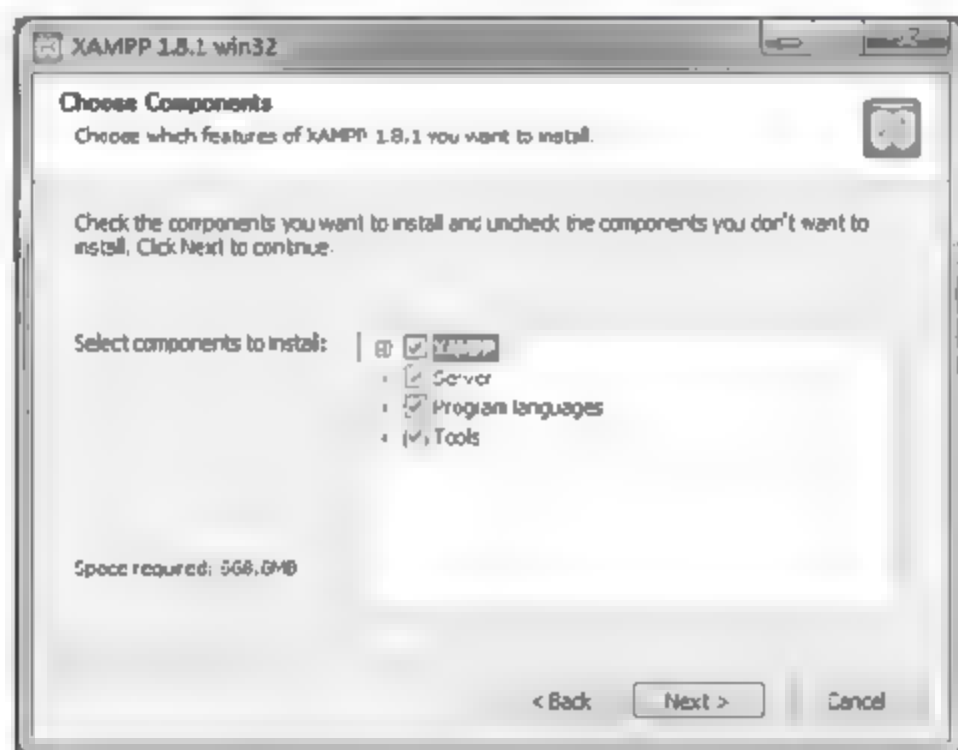 XAMPP 1.8.1 win32
Choose Components
Choose which features of XAMPP 1.8.1 you want to install.
Check the components you want to install and uncheck the components you don't want to
install. Click Next to continue.
Select components to install:
XAMPP
Server
Program languages
Tools
Space required:
< Back
Next >
Cancel